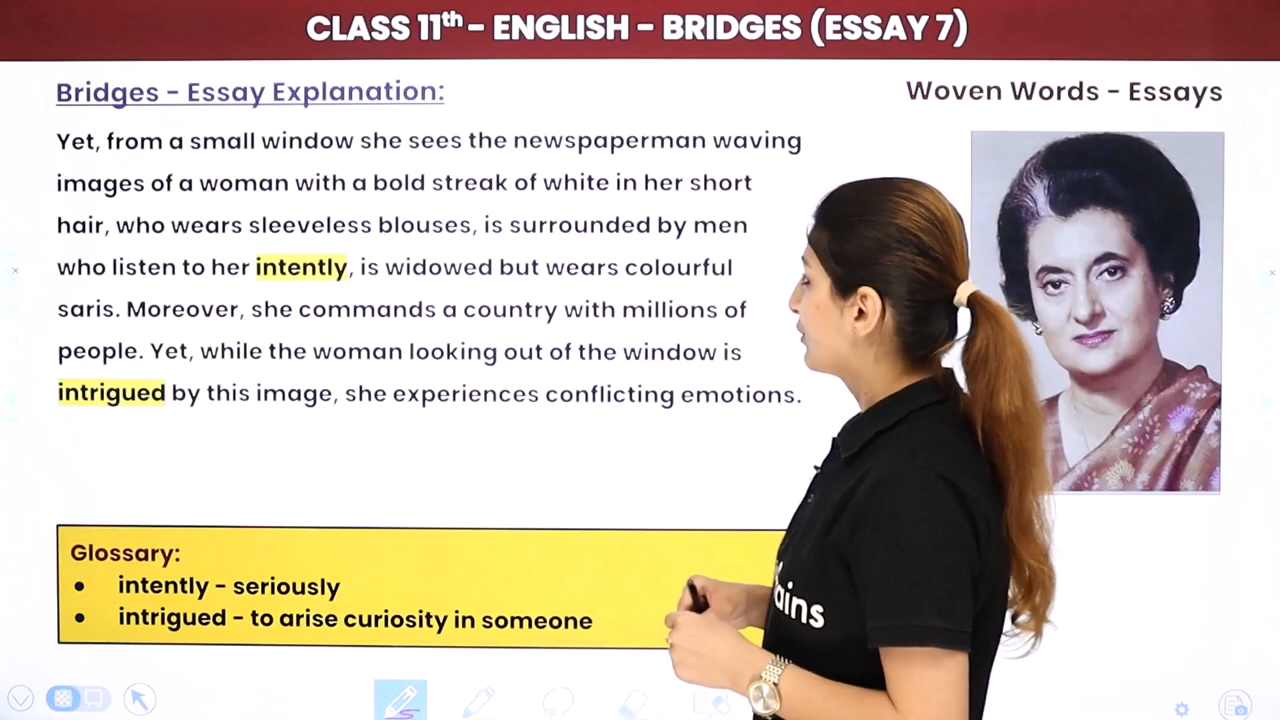 CLASS 11th - ENGLISH - BRIDGES (ESSAY 7)
Bridges - Essay Explanation:
Woven Words - Essays
Yet, from a small window she sees the newspaperman waving
images of a woman with a bold streak of white in her short
hair, who wears sleeveless blouses, is surrounded by men
who listen to her intently, is widowed but wears colourful
saris. Moreover, she commands a country with millions of
people. Yet, while the woman looking out of the window is
intrigued by this image, she experiences conflicting emotions.
Glossary:
• intently - seriously
• intrigued - to arise curiosity in someone
ains